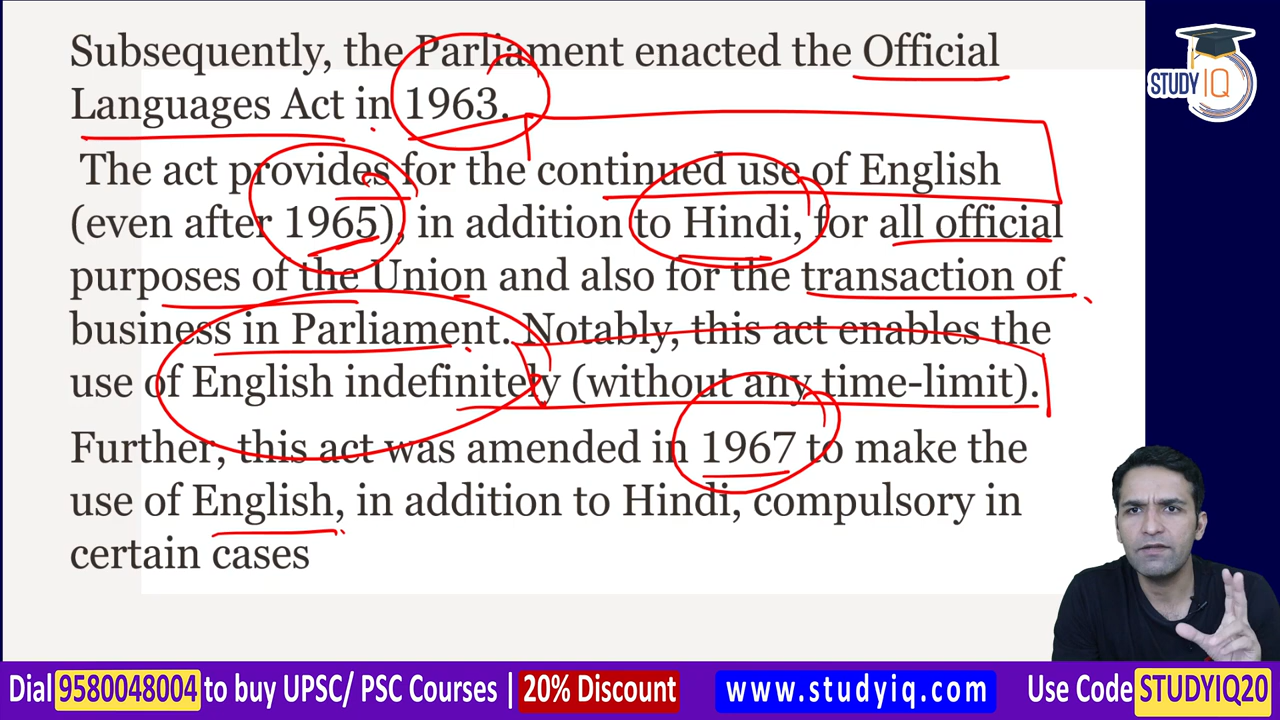 Subsequently, the Parliament enacted the Official
Languages Act in 1963.
The act provides for the continued use of English
(even after 1965), in addition to Hindi, for all official
purposes of the Union and also for the transaction of
business in Parliament. Notably, this act enables the
use of English indefinitely (without any time-limit).
Further, this act was amended in 1967 to make the
use of English, in addition to Hindi, compulsory in
certain cases
STUDY IQ
Dial 9580048004 to buy UPSC/ PSC Courses | 20% Discount www.studyiq.com Use Code STUDYIQ20